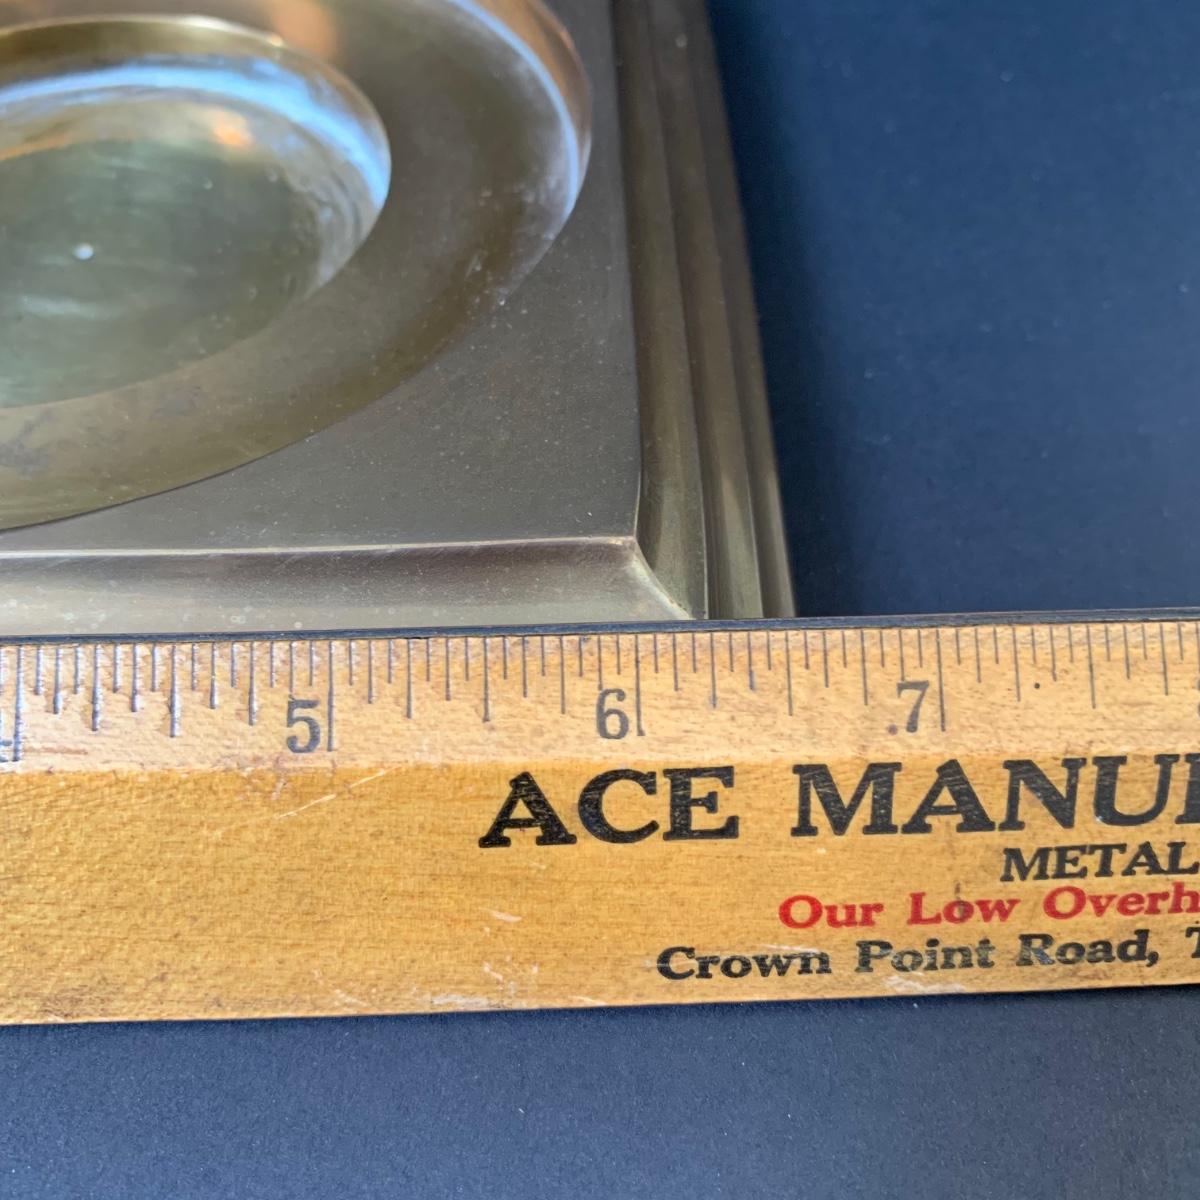 5 6 7
ACE MANU
METAL
Our Low Overh
Crown Point Road, T